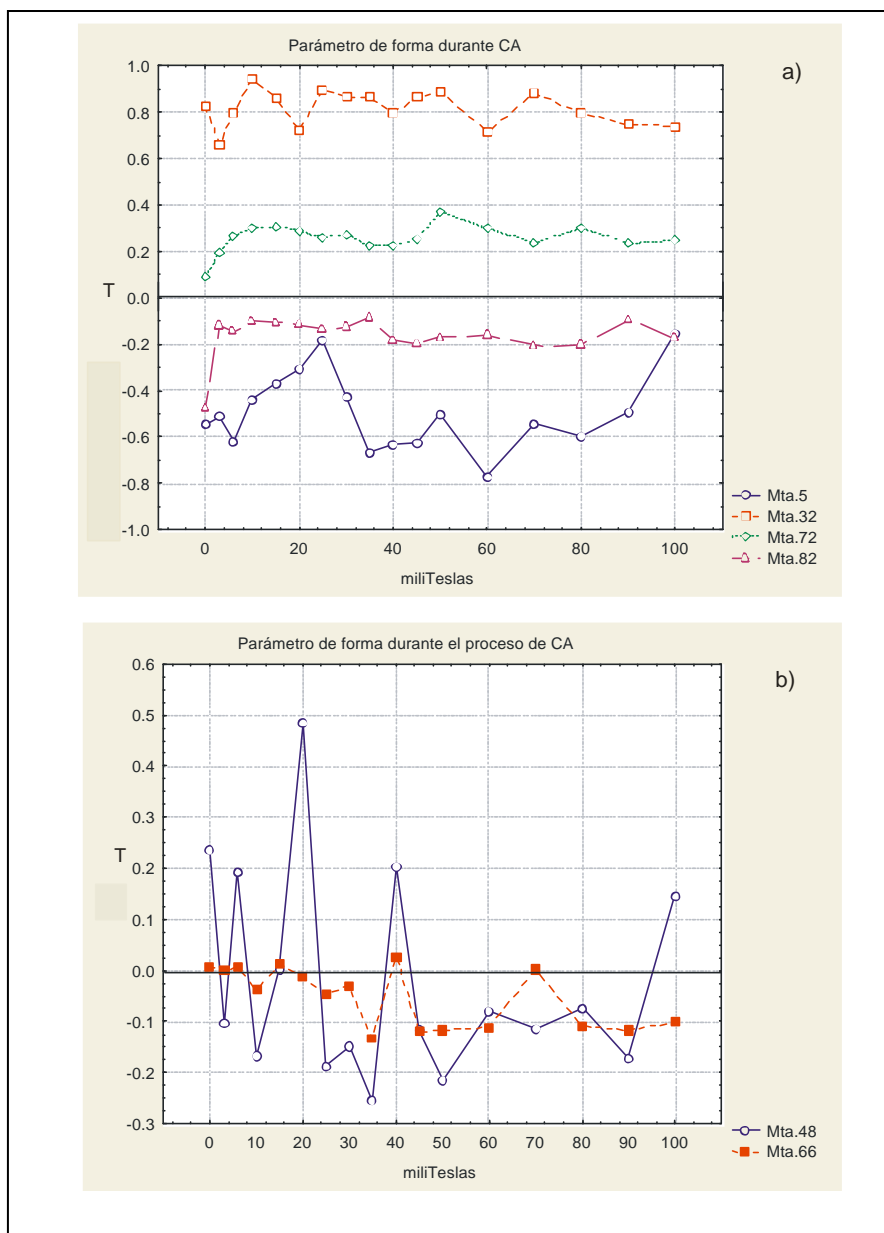 Parámetro de forma durante CA
a)
1.0
0.8
0.6
0.4
0.2
T
0.0
-0.2
-0.4
-0.6
-0.8
-1.0
0 20 40 60 80 100
miliTeslas
Mta.5
Mta.32
Mta.72
Mta.82
Parámetro de forma durante el proceso de CA
b)
0.6
0.5
0.4
0.3
T
0.2
0.1
0.0
-0.1
-0.2
-0.3
0 10 20 30 40 50 60 70 80 90 100
miliTeslas
Mta.48
Mta.66